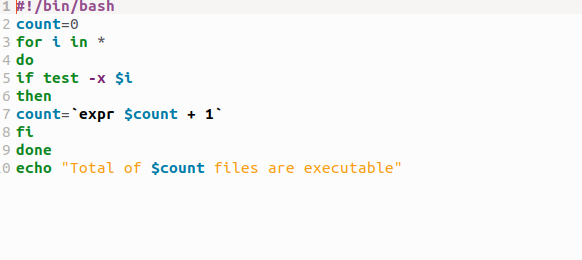 1 #!/bin/bash
2 count=0
3 for i in *
4 do
5 if test -x $i
6 then
7 count=`expr $count + 1`
8 fi
9 done
0 echo "Total of $count files are executable"